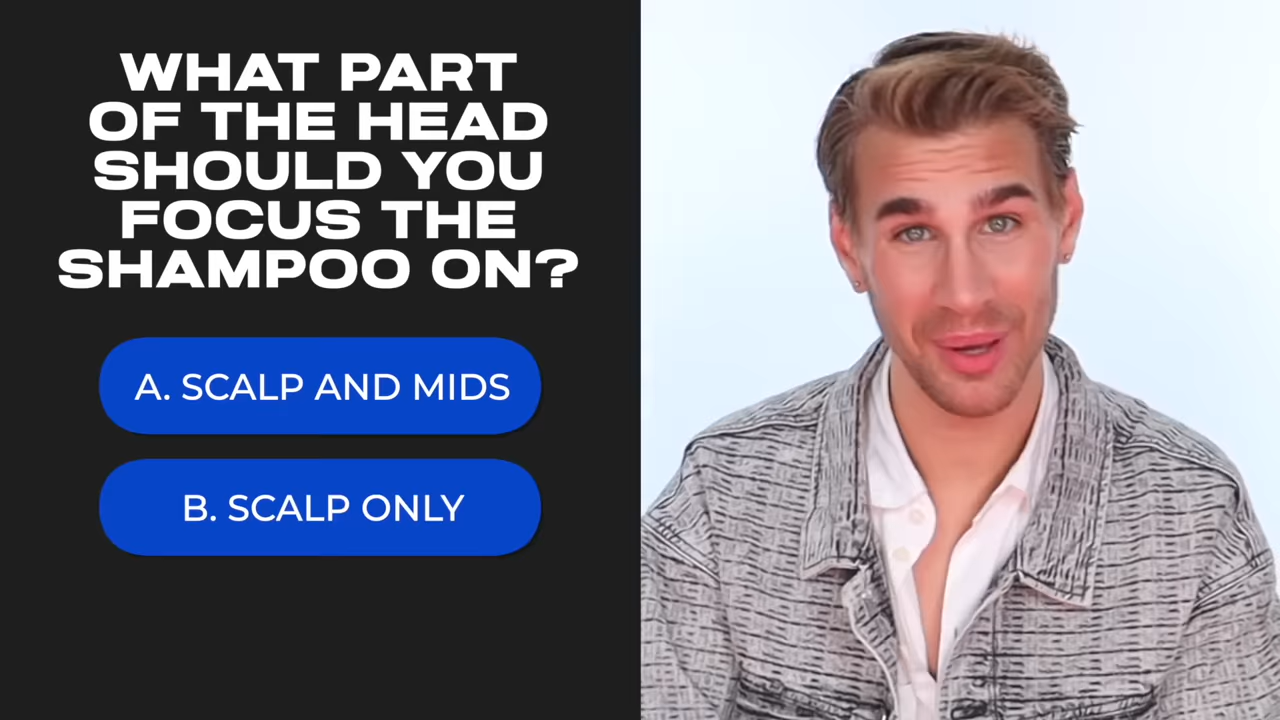 WHAT PART
OF THE HEAD
SHOULD YOU
FOCUS THE
SHAMPOO ON?
A. SCALP AND MIDS
B. SCALP ONLY